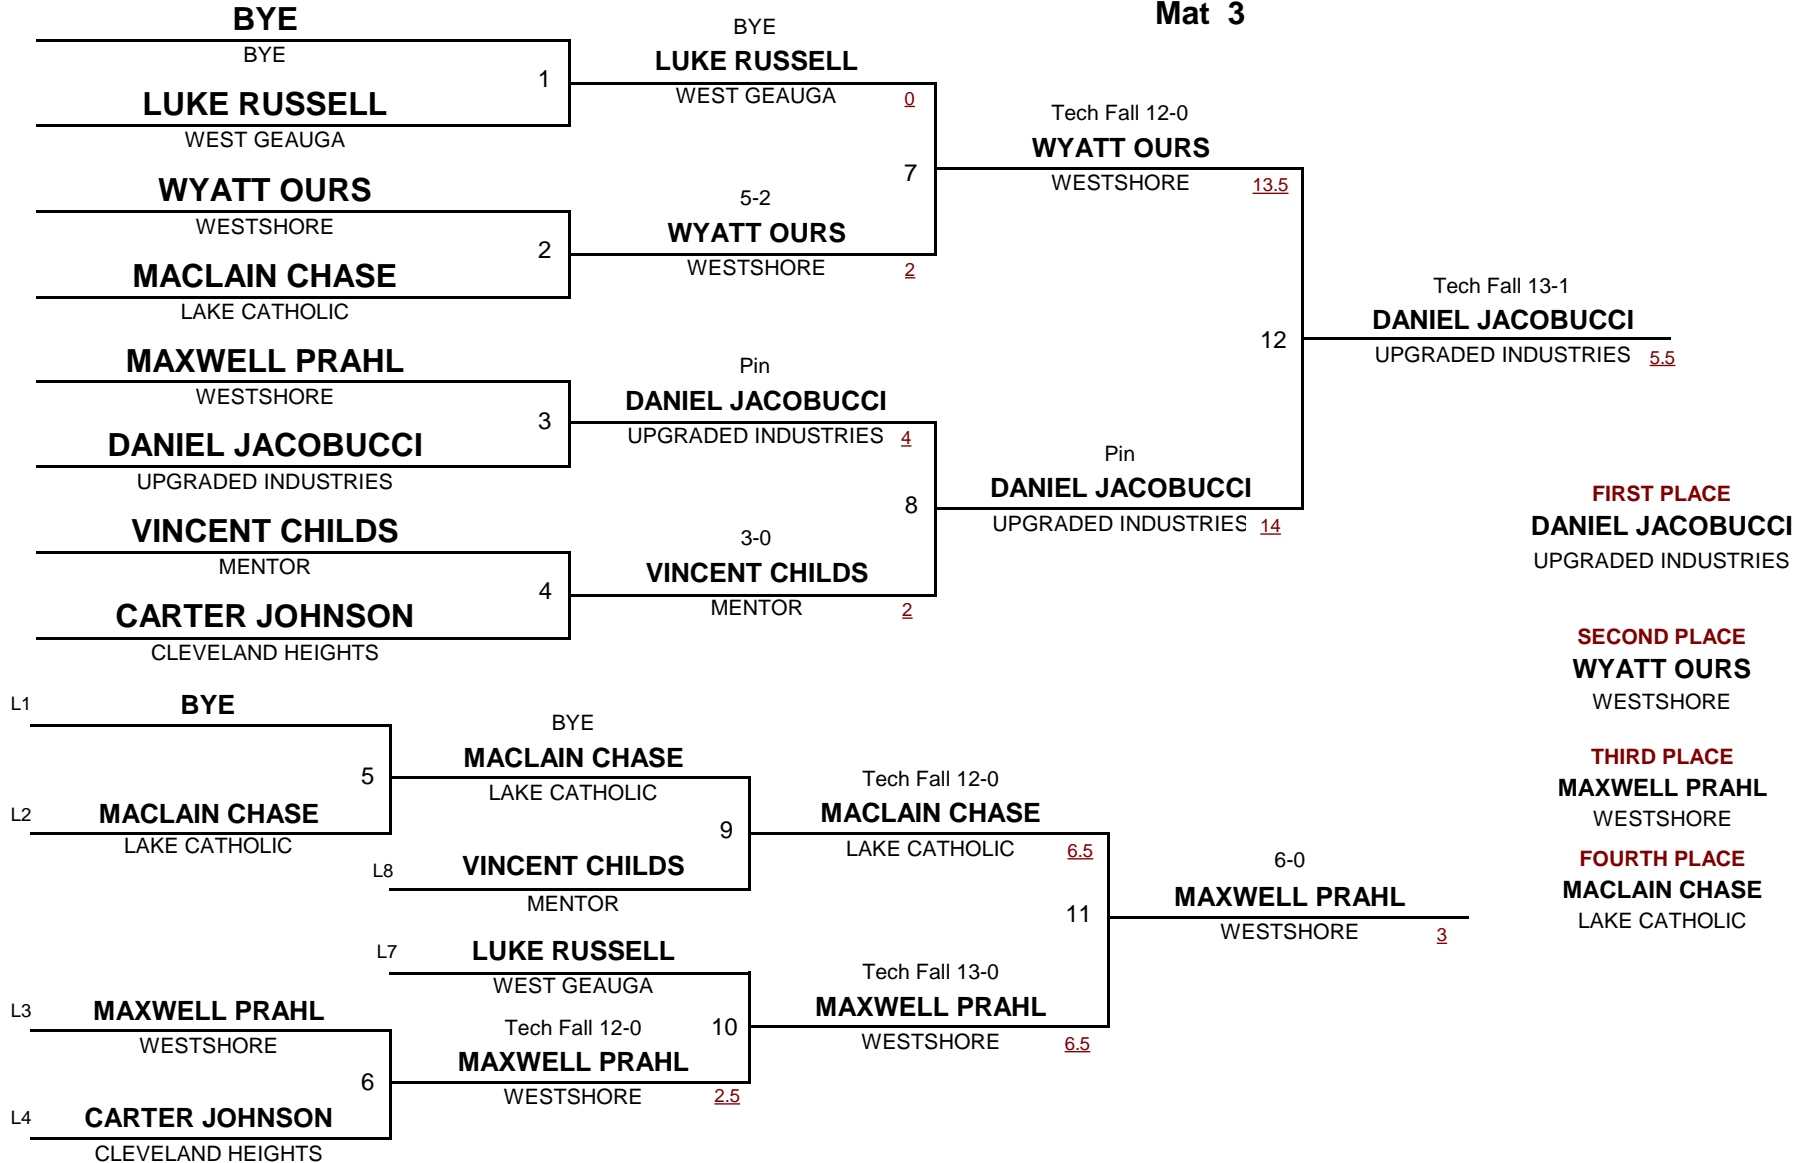 Mat 3
BYE
BYE
1
LUKE RUSSELL
WEST GEAUGA
WYATT OURS
WESTSHORE
2
MACLAIN CHASE
LAKE CATHOLIC
MAXWELL PRAHL
WESTSHORE
3
DANIEL JACOBUCCI
UPGRADED INDUSTRIES
VINCENT CHILDS
MENTOR
4
CARTER JOHNSON
CLEVELAND HEIGHTS
BYE
LUKE RUSSELL
WEST GEAUGA 0
7
5-2
WYATT OURS
WESTSHORE 2
Pin
DANIEL JACOBUCCI
UPGRADED INDUSTRIES 4
8
3-0
VINCENT CHILDS
MENTOR 2
Tech Fall 12-0
WYATT OURS
WESTSHORE 13.5
12
Pin
DANIEL JACOBUCCI
UPGRADED INDUSTRIES 14
Tech Fall 13-1
DANIEL JACOBUCCI
UPGRADED INDUSTRIES 5.5
FIRST PLACE
DANIEL JACOBUCCI
UPGRADED INDUSTRIES
SECOND PLACE
WYATT OURS
WESTSHORE
THIRD PLACE
MAXWELL PRAHL
WESTSHORE
FOURTH PLACE
MACLAIN CHASE
LAKE CATHOLIC
L1 BYE
5
L2 MACLAIN CHASE
LAKE CATHOLIC
L3 MAXWELL PRAHL
WESTSHORE
6
L4 CARTER JOHNSON
CLEVELAND HEIGHTS
BYE
MACLAIN CHASE
LAKE CATHOLIC
9
L8 VINCENT CHILDS
MENTOR
L7 LUKE RUSSELL
WEST GEAUGA
10
Tech Fall 12-0
MAXWELL PRAHL
WESTSHORE 2.5
Tech Fall 12-0
MACLAIN CHASE
LAKE CATHOLIC 6.5
11
Tech Fall 13-0
MAXWELL PRAHL
WESTSHORE 6.5
6-0
MAXWELL PRAHL
WESTSHORE 3